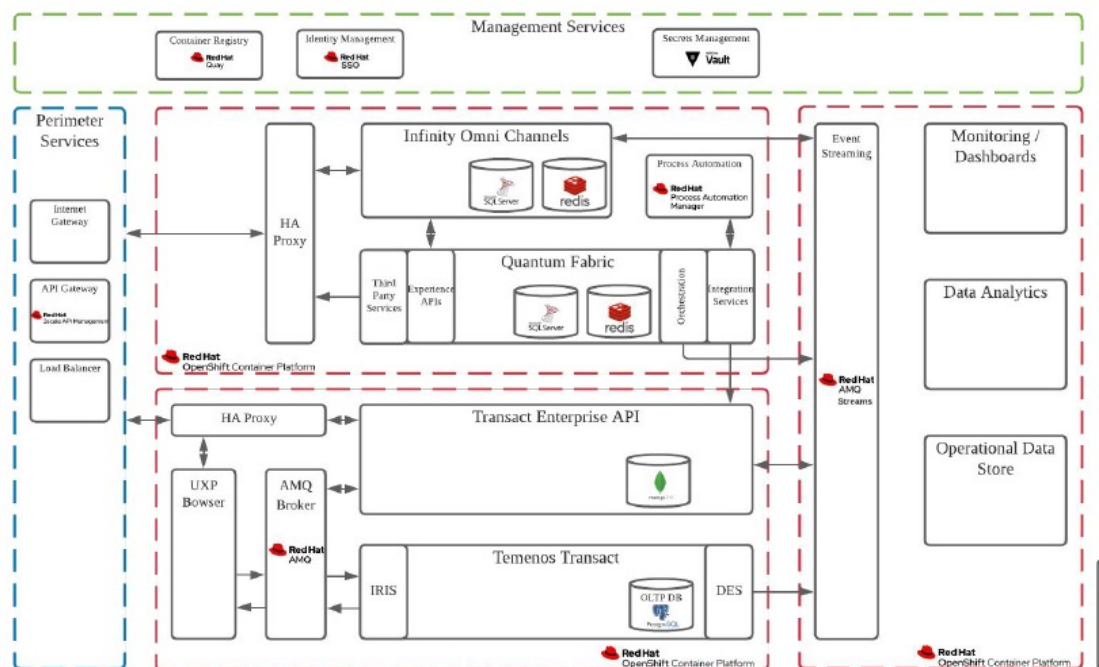 Management Services
Container Registry
Red Hat
Quay
Identity Management
Red Hat
SSO
Secrets Management
Vault
Perimeter
Services
Internet
Gateway
API Gateway
Red Hat
3scale API Management
Load Balancer
HA
Proxy
Infinity Omni Channels
SQL Server
redis
Process Automation
Red Hat
Process Automation
Manager
Third
Party
Services
Experience
APIs
Quantum Fabric
SQL Server
redis
Orchestration
Integration
Services
Red Hat
OpenShift Container Platform
HA Proxy
Transact Enterprise API
mongoDB
UXP
Bowser
AMQ
Broker
Red Hat
AMQ
IRIS
Temenos Transact
OLTP DB
PostgreSQL
DES
Red Hat
OpenShift Container Platform
Event
Streaming
Red Hat
AMQ
Streams
Monitoring /
Dashboards
Data Analytics
Operational Data
Store
Red Hat
OpenShift Container Platform